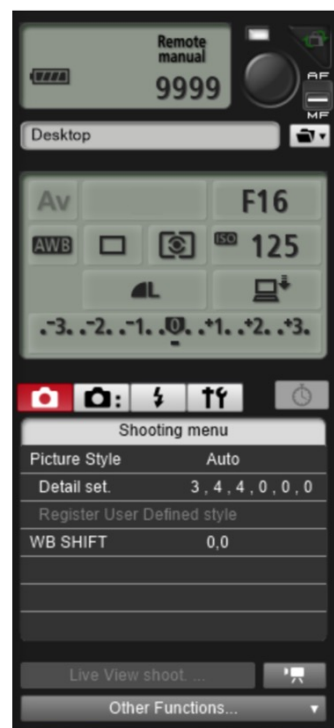 Remote
manual
9999
AF
MF
Desktop
Av
F16
AWB
ISO 125
L
.-3. .-2. .-1. .0. .+1. .+2. .+3.
Shooting menu
Picture Style Auto
Detail set. 3 , 4 , 4 , 0 , 0 , 0
Register User Defined style
WB SHIFT 0,0
Live View shoot. ...
Other Functions...